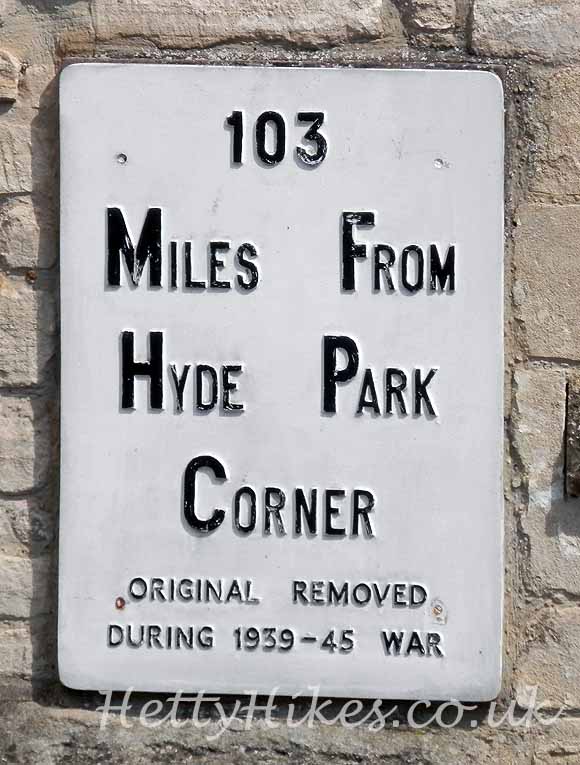 103
MILES FROM
HYDE PARK
CORNER
ORIGINAL REMOVED
DURING 1939-45 WAR
HettyHikes.co.uk